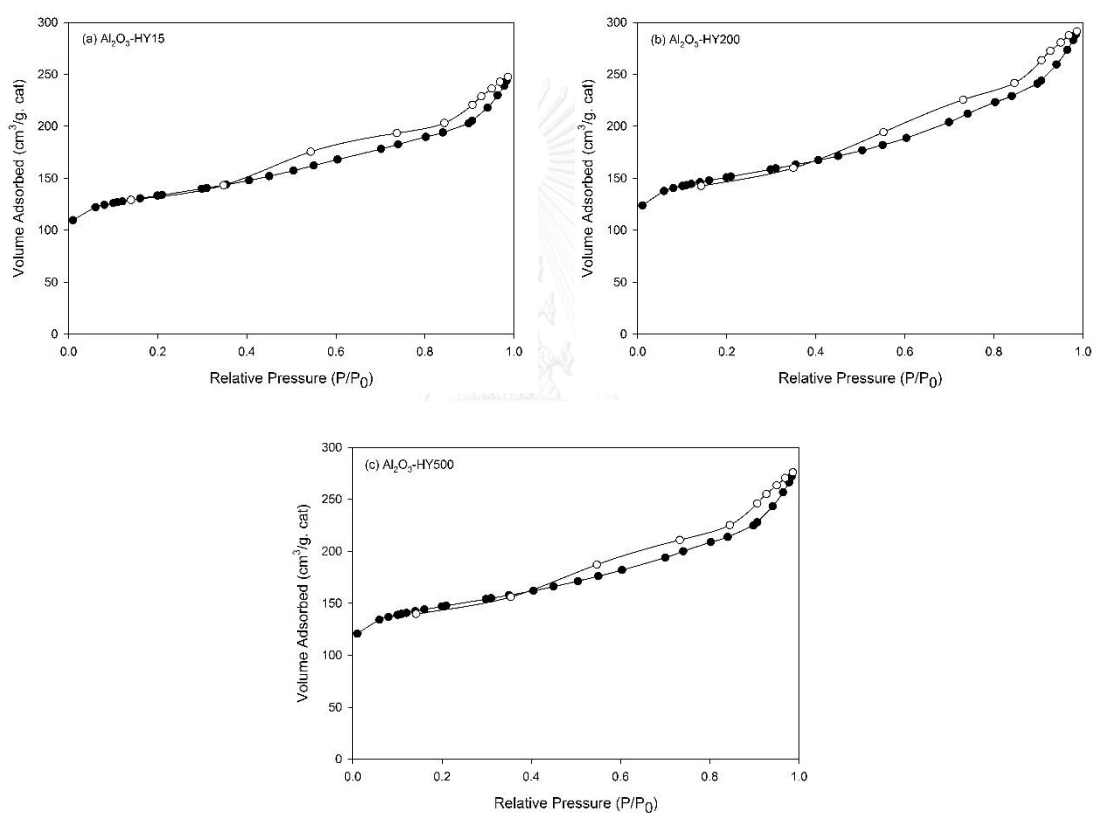 (a) Al₂O₃-HY15
Volume Adsorbed (cm³/g. cat)
300
250
200
150
100
50
0
0.0 0.2 0.4 0.6 0.8 1.0
Relative Pressure (P/P₀)
(b) Al₂O₃-HY200
Volume Adsorbed (cm³/g. cat)
300
250
200
150
100
50
0
0.0 0.2 0.4 0.6 0.8 1.0
Relative Pressure (P/P₀)
(c) Al₂O₃-HY500
Volume Adsorbed (cm³/g. cat)
300
250
200
150
100
50
0
0.0 0.2 0.4 0.6 0.8 1.0
Relative Pressure (P/P₀)